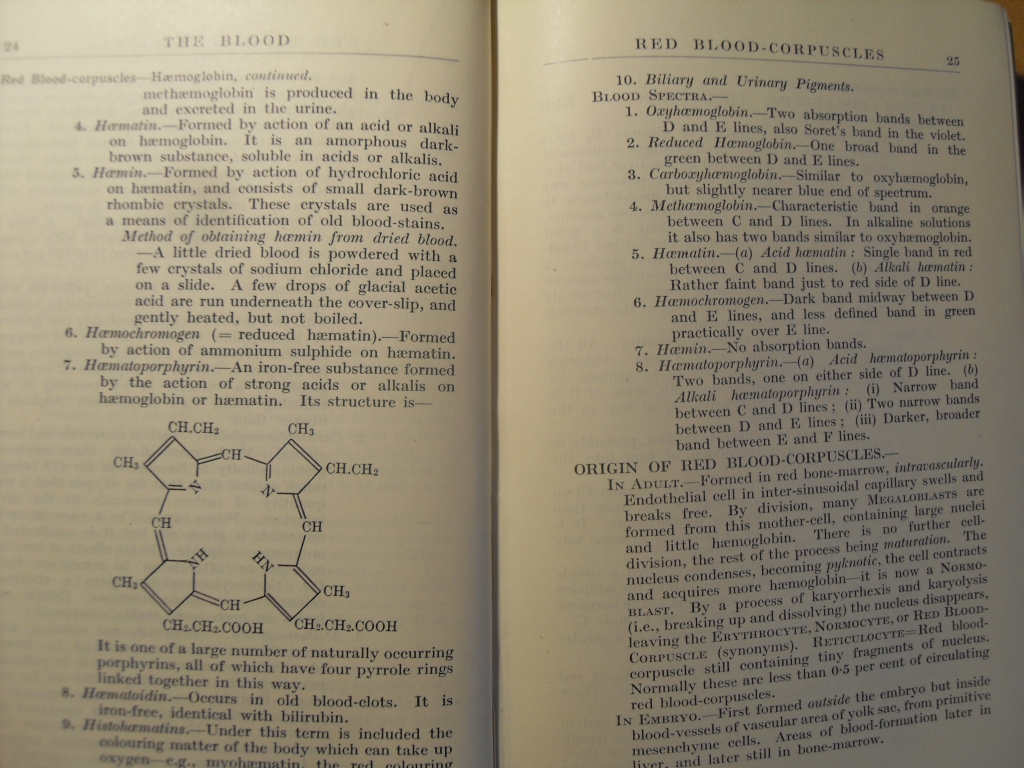 24
THE BLOOD
Red Blood-corpuscles—Hæmoglobin, continued.
methæmoglobin is produced in the body
and excreted in the urine.
4. Hæmatin.—Formed by action of an acid or alkali
on hæmoglobin. It is an amorphous dark-
brown substance, soluble in acids or alkalis.
5. Hæmin.—Formed by action of hydrochloric acid
on hæmatin, and consists of small dark-brown
rhombic crystals. These crystals are used as
a means of identification of old blood-stains.
Method of obtaining hæmin from dried blood.
—A little dried blood is powdered with a
few crystals of sodium chloride and placed
on a slide. A few drops of glacial acetic
acid are run underneath the cover-slip, and
gently heated, but not boiled.
6. Hæmochromogen (= reduced hæmatin).—Formed
by action of ammonium sulphide on hæmatin.
7. Hæmatoporphyrin.—An iron-free substance formed
by the action of strong acids or alkalis on
hæmoglobin or hæmatin. Its structure is—
CH.CH₂ CH₃
CH₃ CH CH.CH₂
N N
CH CH
NH HN
CH₃ CH CH₃
CH₂.CH₂.COOH CH₂.CH₂.COOH
It is one of a large number of naturally occurring
porphyrins, all of which have four pyrrole rings
linked together in this way.
8. Hæmatoidin.—Occurs in old blood-clots. It is
iron-free, identical with bilirubin.
9. Histohæmatins.—Under this term is included the
colouring matter of the body which can take up
oxygen—e.g., myohæmatin, the red colouring
RED BLOOD-CORPUSCLES
25
10. Biliary and Urinary Pigments.
BLOOD SPECTRA.—
1. Oxyhæmoglobin.—Two absorption bands between
D and E lines, also Soret's band in the violet.
2. Reduced Hæmoglobin.—One broad band in the
green between D and E lines.
3. Carboxyhæmoglobin.—Similar to oxyhæmoglobin,
but slightly nearer blue end of spectrum.
4. Methæmoglobin.—Characteristic band in orange
between C and D lines. In alkaline solutions
it also has two bands similar to oxyhæmoglobin.
5. Hæmatin.—(a) Acid hæmatin: Single band in red
between C and D lines. (b) Alkali hæmatin:
Rather faint band just to red side of D line.
6. Hæmochromogen.—Dark band midway between D
and E lines, and less defined band in green
practically over E line.
7. Hæmin.—No absorption bands.
8. Hæmatoporphyrin.—(a) Acid hæmatoporphyrin:
Two bands, one on either side of D line. (b)
Alkali hæmatoporphyrin: (i) Narrow band
between C and D lines; (ii) Two narrow bands
between D and E lines; (iii) Darker, broader
band between E and F lines.
ORIGIN OF RED BLOOD-CORPUSCLES.—
IN ADULT.—Formed in red bone-marrow, intravascularly.
Endothelial cell in inter-sinusoidal capillary swells and
breaks free. By division, many MEGALOBLASTS are
formed from this mother-cell, containing large nuclei
and little hæmoglobin. There is no further cell-
division, the rest of the process being maturation. The
nucleus condenses, becoming pyknotic, the cell contracts
and acquires more hæmoglobin—it is now a NORMO-
BLAST. By a process of karyorrhexis and karyolysis
(i.e., breaking up and dissolving) the nucleus disappears,
leaving the ERYTHROCYTE, NORMOCYTE, or RED BLOOD-
CORPUSCLE (synonyms). RETICULOCYTE=Red blood-
corpuscle still containing tiny fragments of nucleus.
Normally these are less than 0·5 per cent of circulating
red blood-corpuscles.
IN EMBRYO.—First formed outside the embryo but inside
blood-vessels of vascular area of yolk sac, from primitive
mesenchyme cells. Areas of blood-formation later in
liver, and later still in bone-marrow.